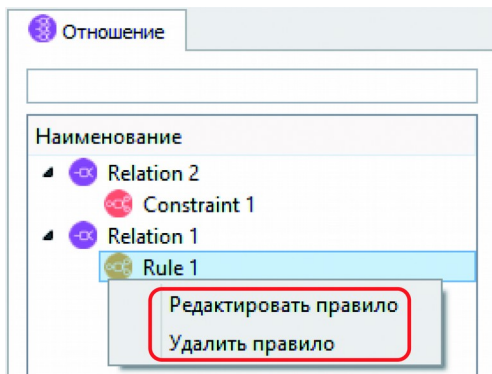 Отношение
Наименование
Relation 2
Constraint 1
Relation 1
Rule 1
Редактировать правило
Удалить правило